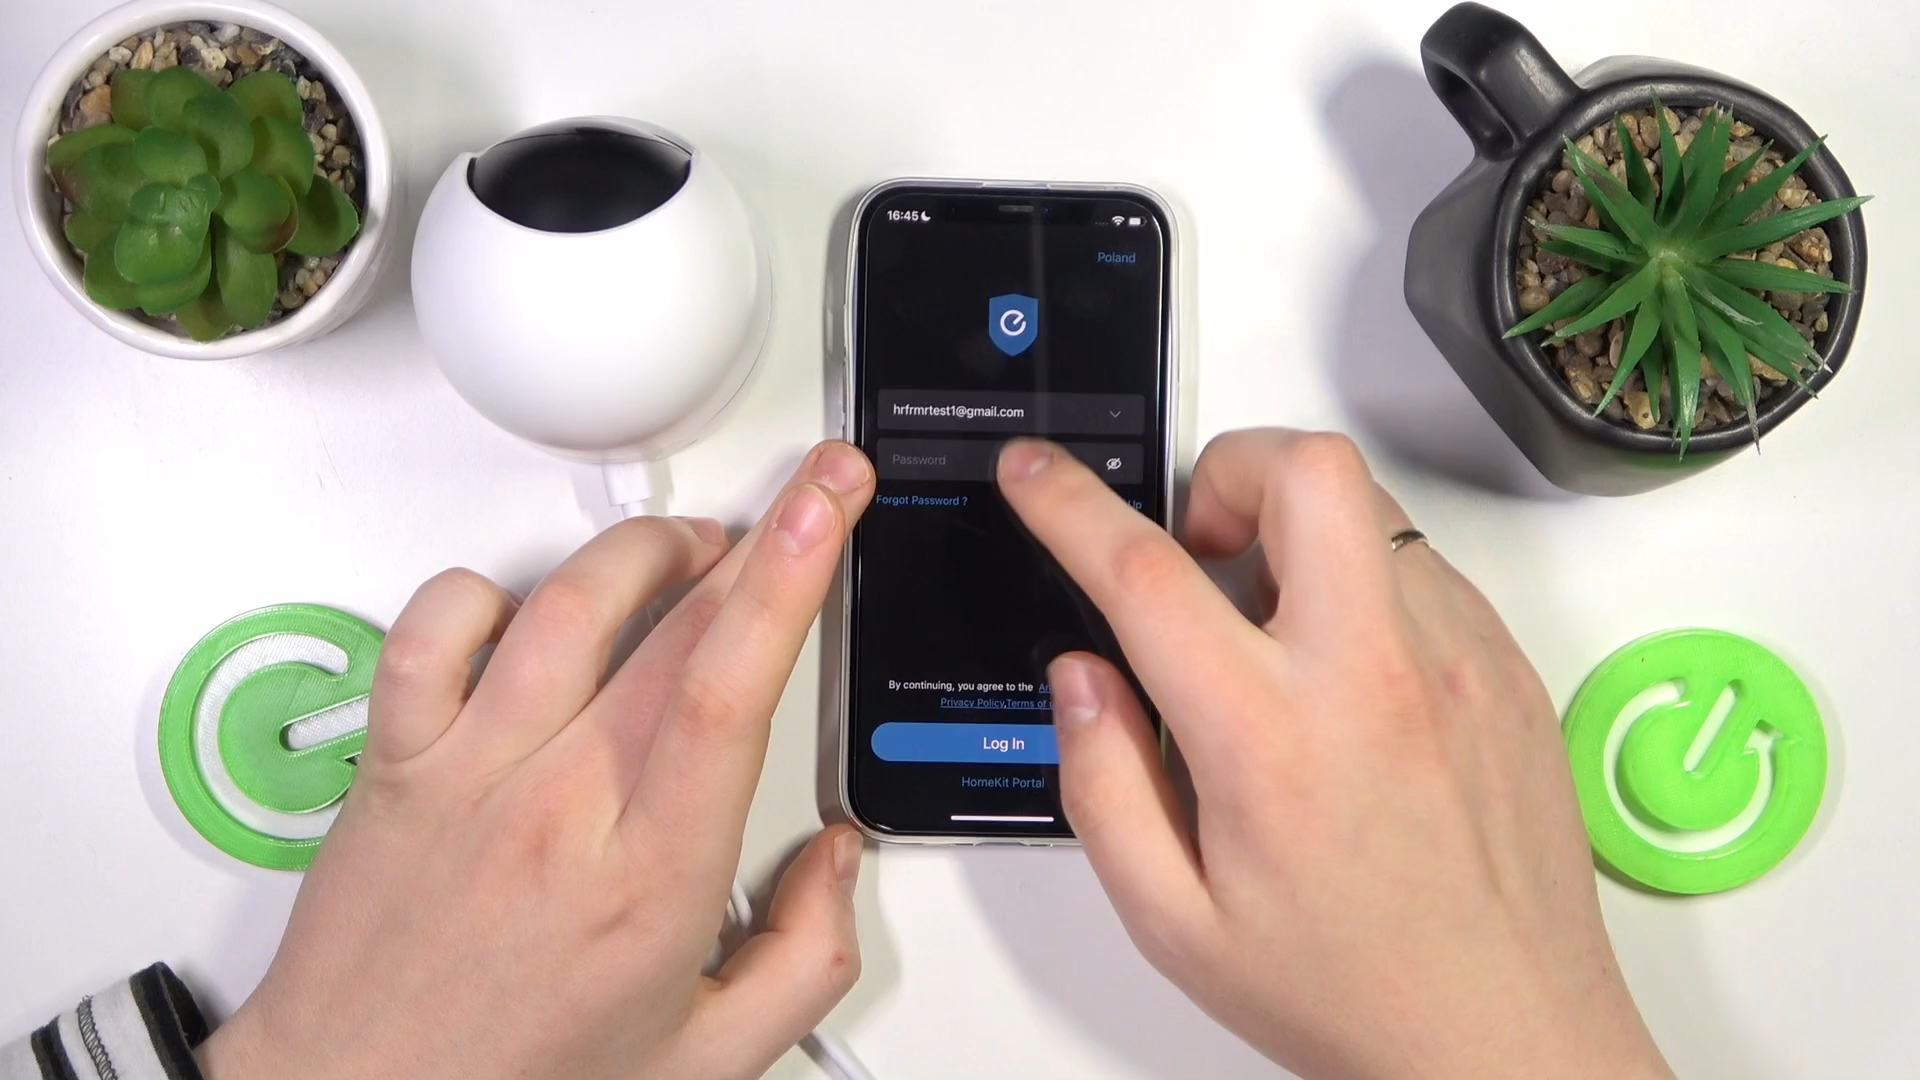 16:45
Poland
hrfrmrtest1@gmail.com
Password
Forgot Password ?
Up
By continuing, you agree to the
Privacy Policy,Terms of
Log In
HomeKit Portal